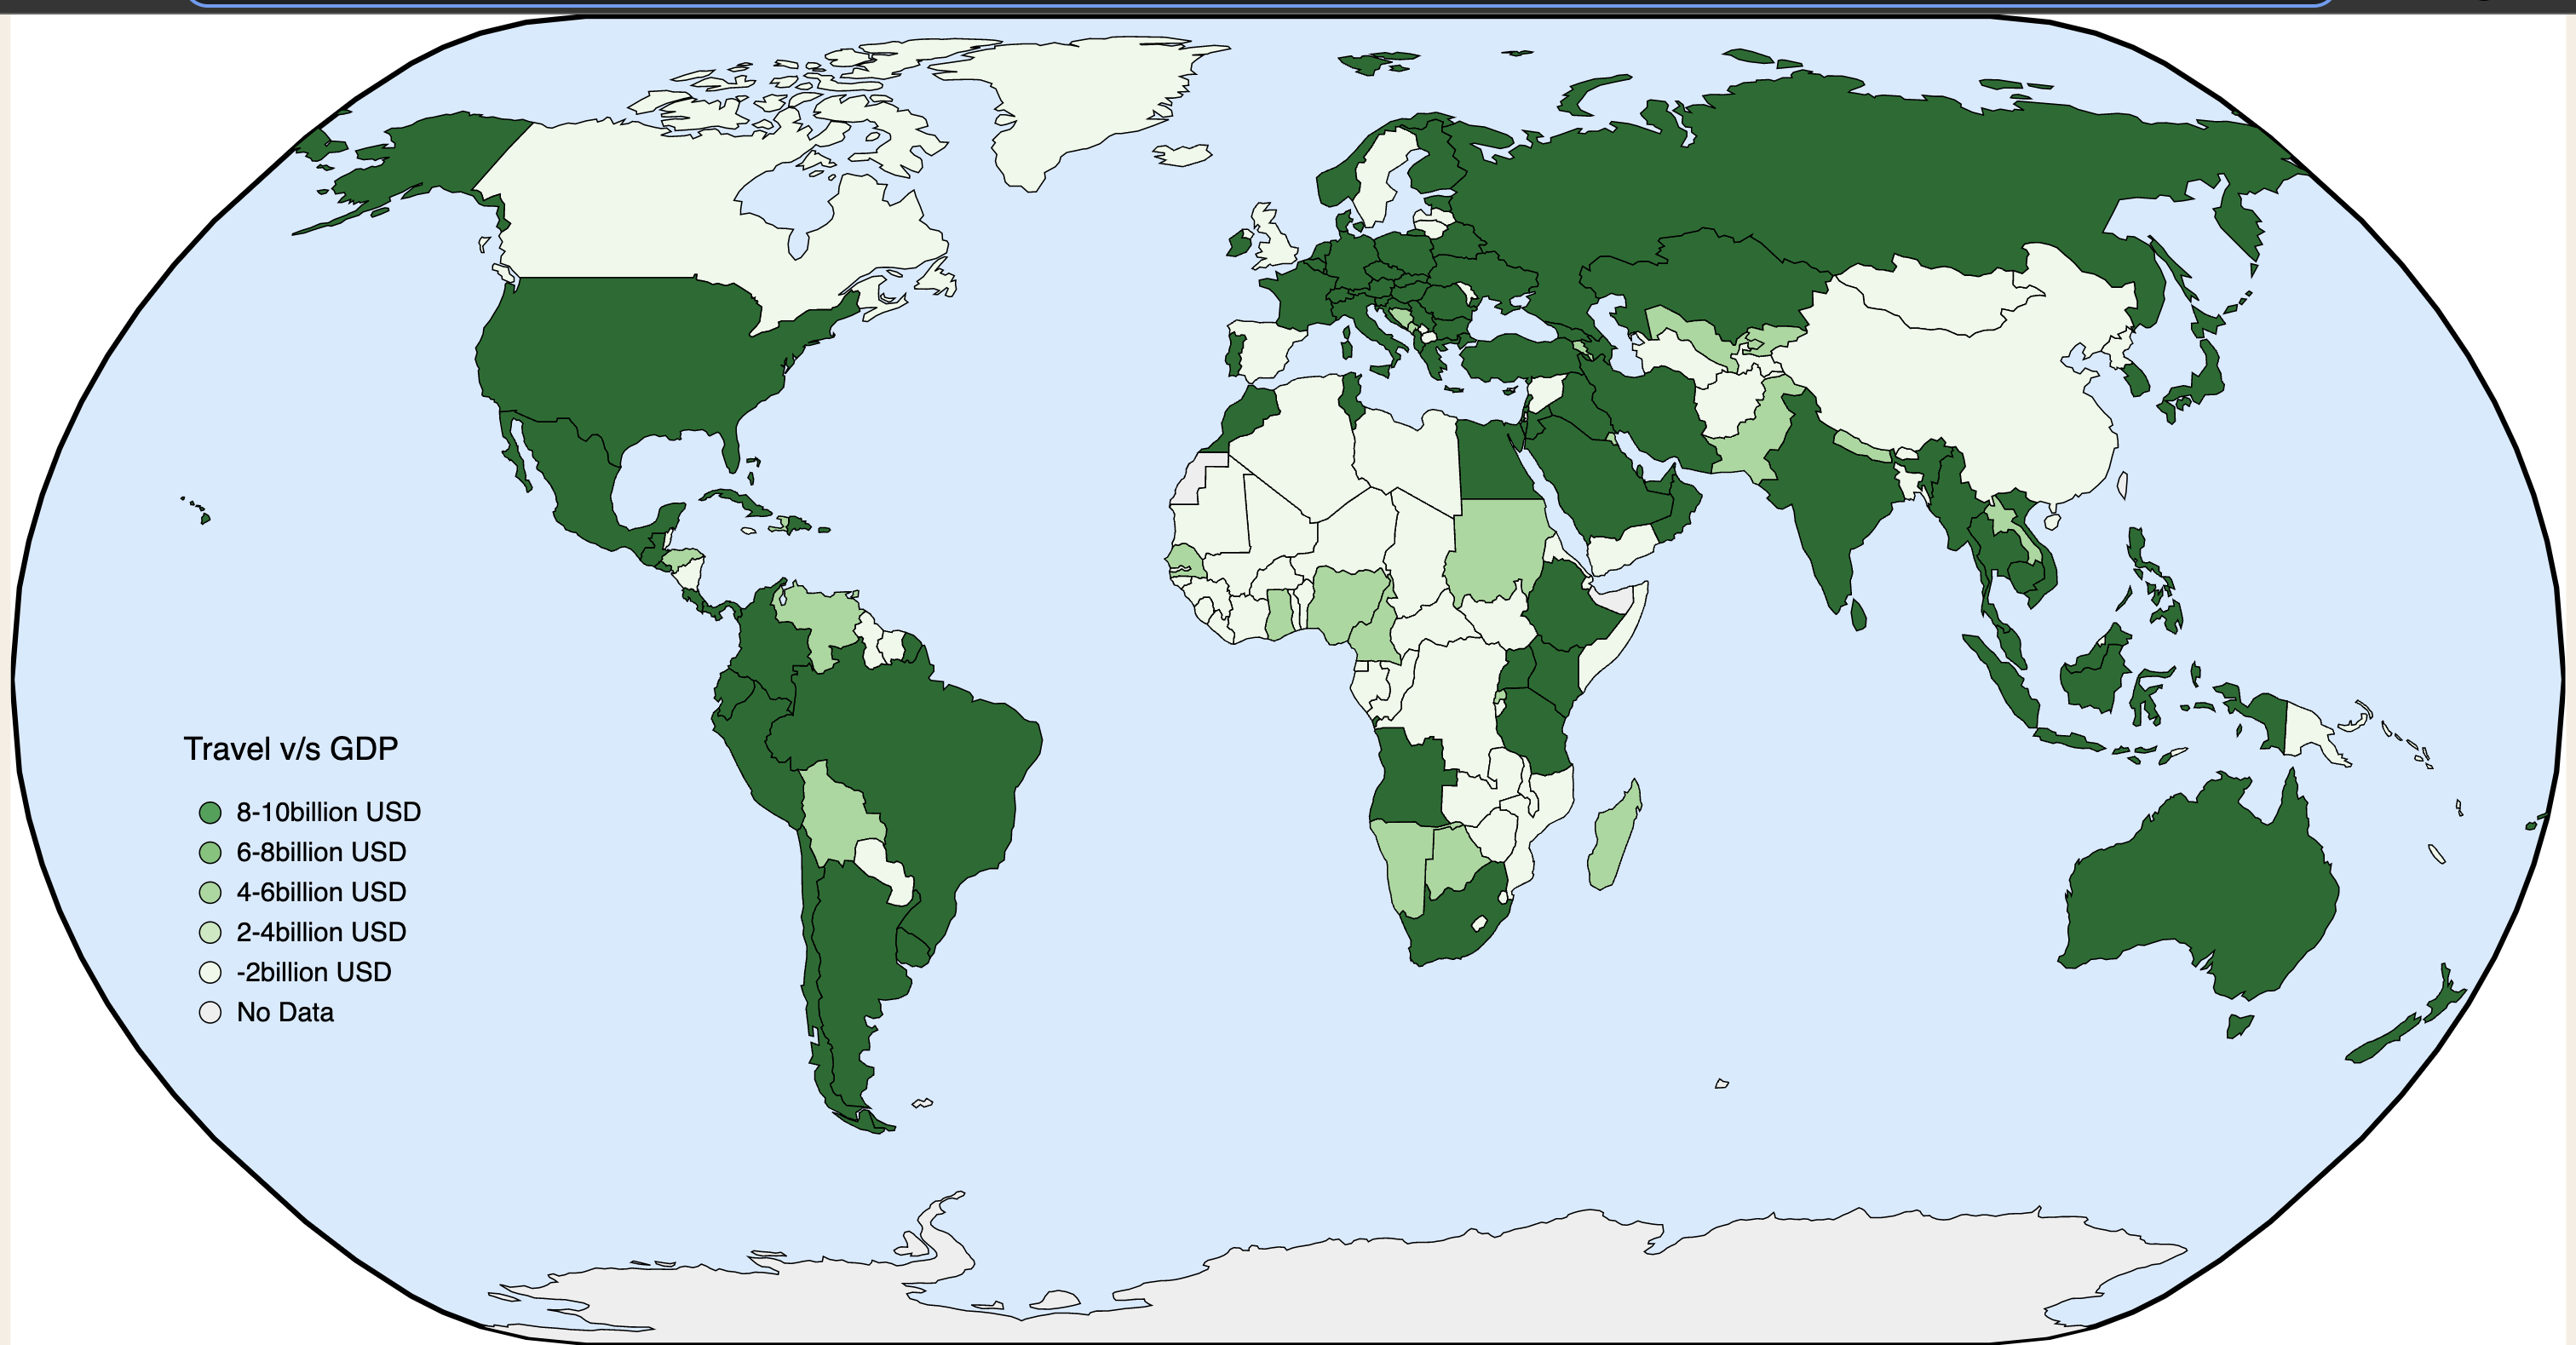 Travel v/s GDP
8-10billion USD
6-8billion USD
4-6billion USD
2-4billion USD
-2billion USD
No Data